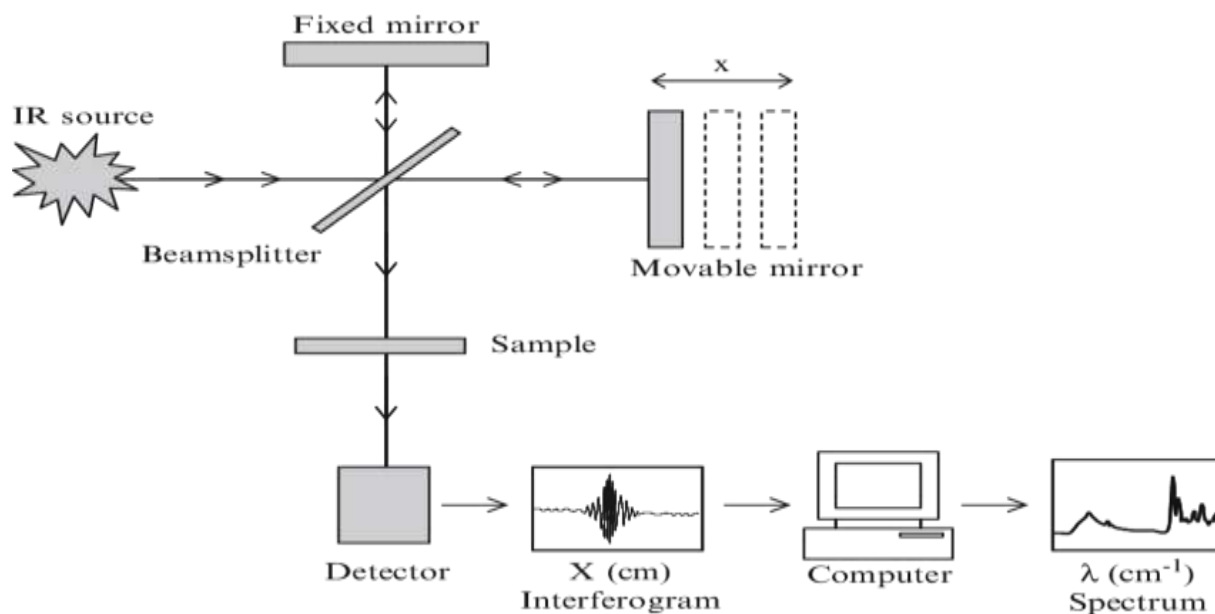 Fixed mirror
x
IR source
Beamsplitter
Movable mirror
Sample
Detector
X (cm)
Interferogram
Computer
λ (cm⁻¹)
Spectrum